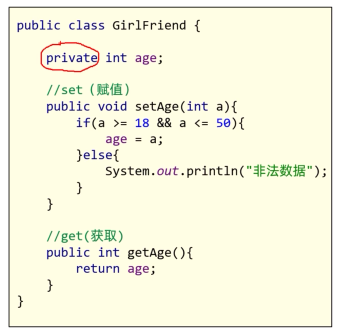 public class GirlFriend {
private int age;
//set（赋值）
public void setAge(int a){
if(a >= 18 && a <= 50){
age = a;
}else{
System.out.println("非法数据");
}
}
//get(获取)
public int getAge(){
return age;
}
}